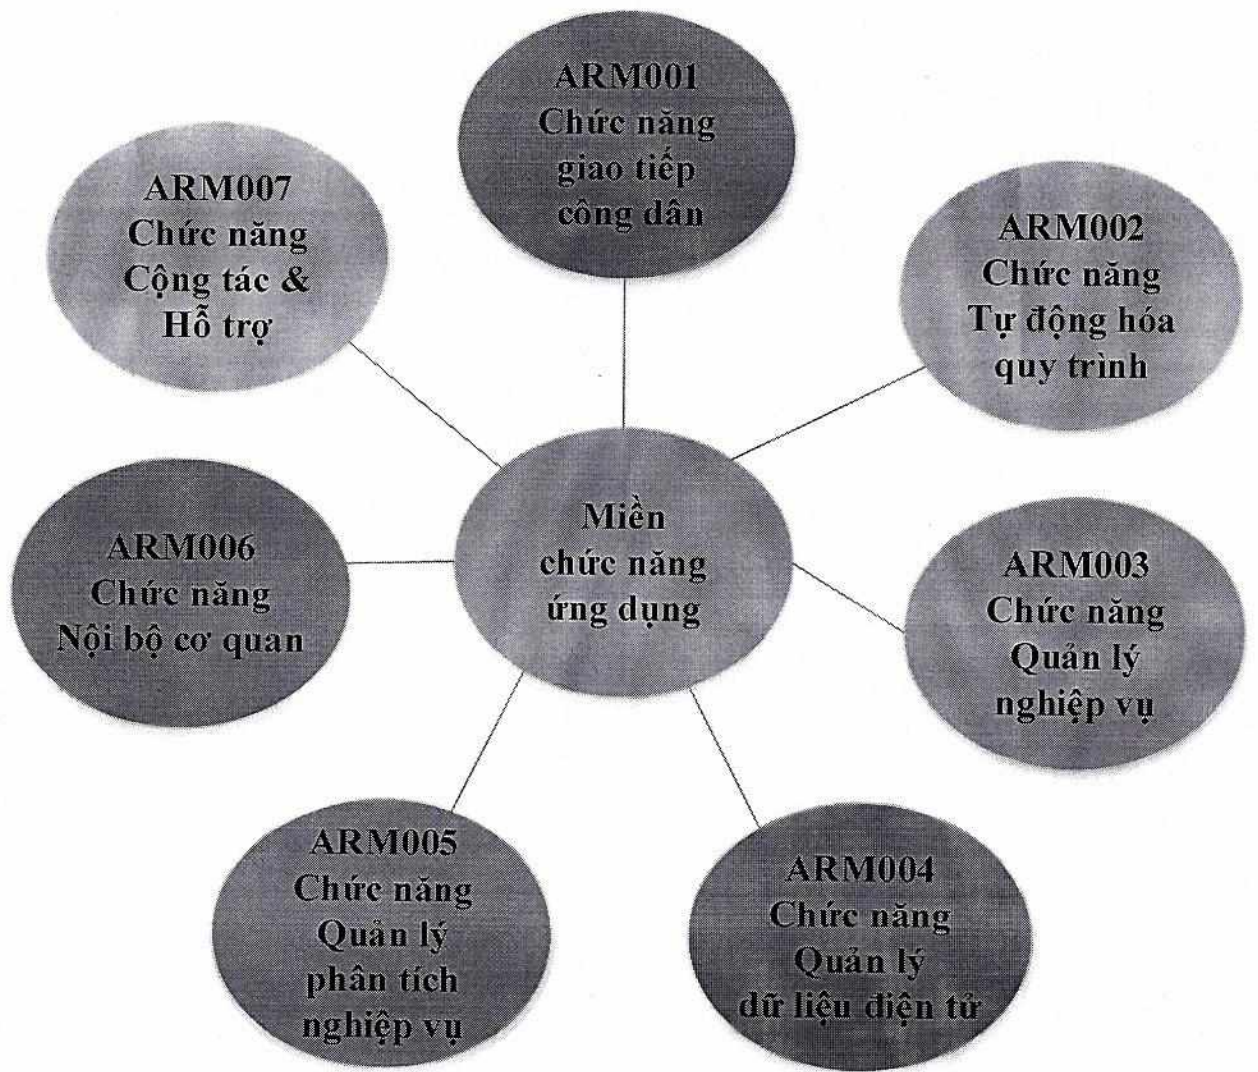 ARM001
Chức năng
giao tiếp
công dân
ARM002
Chức năng
Tự động hóa
quy trình
ARM003
Chức năng
Quản lý
nghiệp vụ
ARM004
Chức năng
Quản lý
dữ liệu điện tử
ARM005
Chức năng
Quản lý
phân tích
nghiệp vụ
ARM006
Chức năng
Nội bộ cơ quan
ARM007
Chức năng
Cộng tác &
Hỗ trợ
Miền
chức năng
ứng dụng